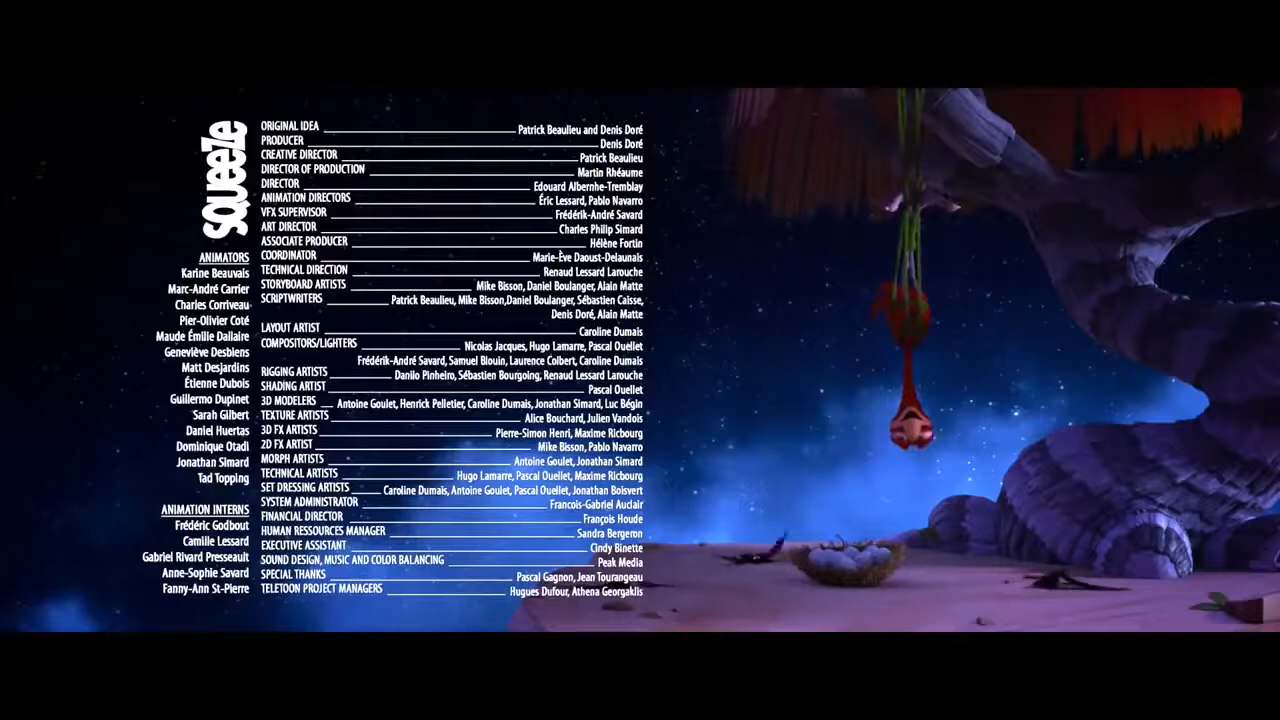 squeeze
ANIMATORS
Karine Beauvais
Marc-André Carrier
Charles Corriveau
Pier-Olivier Coté
Maude Émilie Dallaire
Geneviève Desbiens
Matt Desjardins
Étienne Dubois
Guillermo Dupinet
Sarah Gilbert
Daniel Huertas
Dominique Otadi
Jonathan Simard
Tad Topping
ANIMATION INTERNS
Frédéric Godbout
Camille Lessard
Gabriel Rivard Presseault
Anne-Sophie Savard
Fanny-Ann St-Pierre
ORIGINAL IDEA Patrick Beaulieu and Denis Doré
PRODUCER Denis Doré
CREATIVE DIRECTOR Patrick Beaulieu
DIRECTOR OF PRODUCTION Martin Rhéaume
DIRECTOR Edouard Albernhe-Tremblay
ANIMATION DIRECTORS Éric Lessard, Pablo Navarro
VFX SUPERVISOR Frédérik-André Savard
ART DIRECTOR Charles Philip Simard
ASSOCIATE PRODUCER Hélène Fortin
COORDINATOR Marie-Ève Daoust-Delaunais
TECHNICAL DIRECTION Renaud Lessard Larouche
STORYBOARD ARTISTS Mike Bisson, Daniel Boulanger, Alain Matte
SCRIPTWRITERS Patrick Beaulieu, Mike Bisson,Daniel Boulanger, Sébastien Caisse,
Denis Doré, Alain Matte
LAYOUT ARTIST Caroline Dumais
COMPOSITORS/LIGHTERS Nicolas Jacques, Hugo Lamarre, Pascal Ouellet
Frédérik-André Savard, Samuel Blouin, Laurence Colbert, Caroline Dumais
RIGGING ARTISTS Danilo Pinheiro, Sébastien Bourgoing, Renaud Lessard Larouche
SHADING ARTIST Pascal Ouellet
3D MODELERS Antoine Goulet, Henrick Pelletier, Caroline Dumais, Jonathan Simard, Luc Bégin
TEXTURE ARTISTS Alice Bouchard, Julien Vandois
3D FX ARTISTS Pierre-Simon Henri, Maxime Ricbourg
2D FX ARTIST Mike Bisson, Pablo Navarro
MORPH ARTISTS Antoine Goulet, Jonathan Simard
TECHNICAL ARTISTS Hugo Lamarre, Pascal Ouellet, Maxime Ricbourg
SET DRESSING ARTISTS Caroline Dumais, Antoine Goulet, Pascal Ouellet, Jonathan Boisvert
SYSTEM ADMINISTRATOR Francois-Gabriel Auclair
FINANCIAL DIRECTOR François Houde
HUMAN RESSOURCES MANAGER Sandra Bergeron
EXECUTIVE ASSISTANT Cindy Binette
SOUND DESIGN, MUSIC AND COLOR BALANCING Peak Media
SPECIAL THANKS Pascal Gagnon, Jean Tourangeau
TELETOON PROJECT MANAGERS Hugues Dufour, Athena Georgaklis